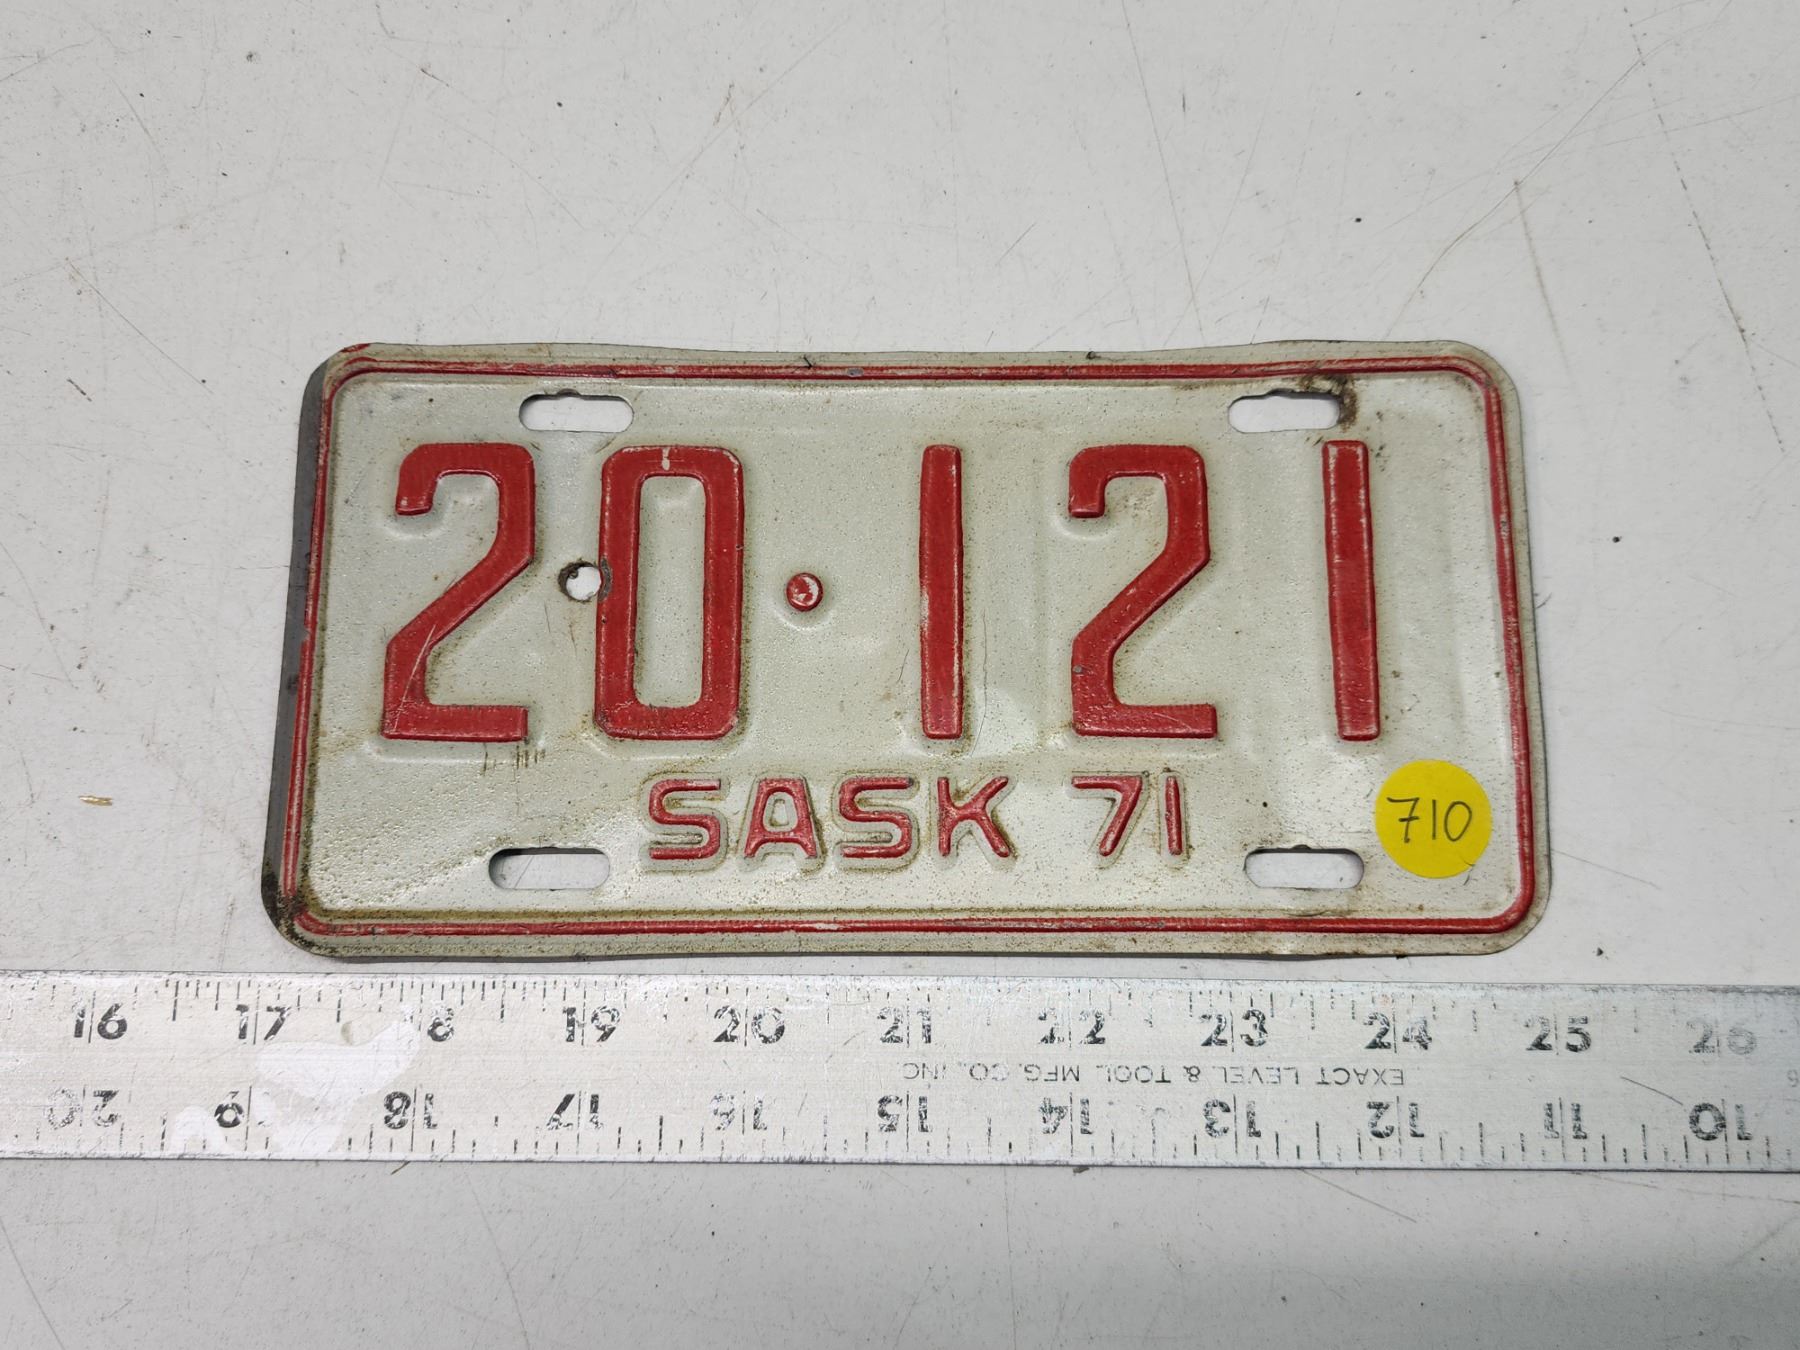 20·121
SASK 71
710
16 17 18 19 20 21 22 23 24 25 26
EXACT LEVEL & TOOL MFG. CO., INC.
20 19 18 17 16 15 14 13 12 11 10